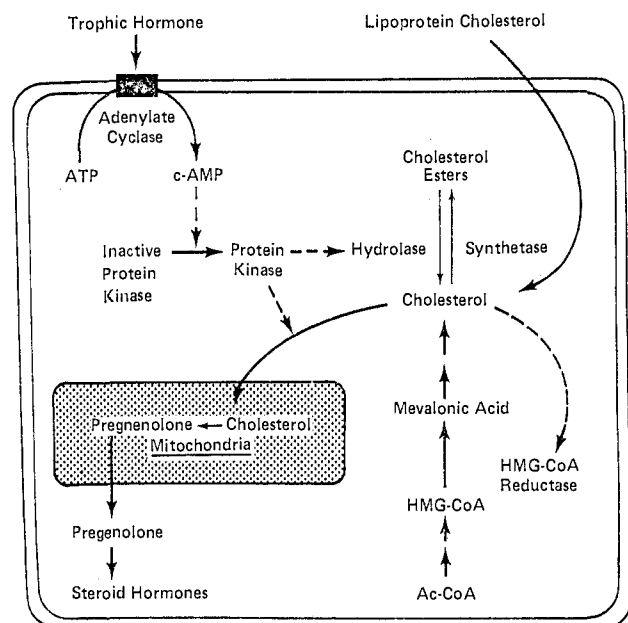 Trophic Hormone
Lipoprotein Cholesterol
Adenylate
Cyclase
ATP
c-AMP
Cholesterol
Esters
Inactive
Protein
Kinase
Protein
Kinase
Hydrolase
Synthetase
Cholesterol
Pregnenolone
Cholesterol
Mitochondria
Mevalonic Acid
HMG-CoA
Reductase
HMG-CoA
Pregenolone
Steroid Hormones
Ac-CoA